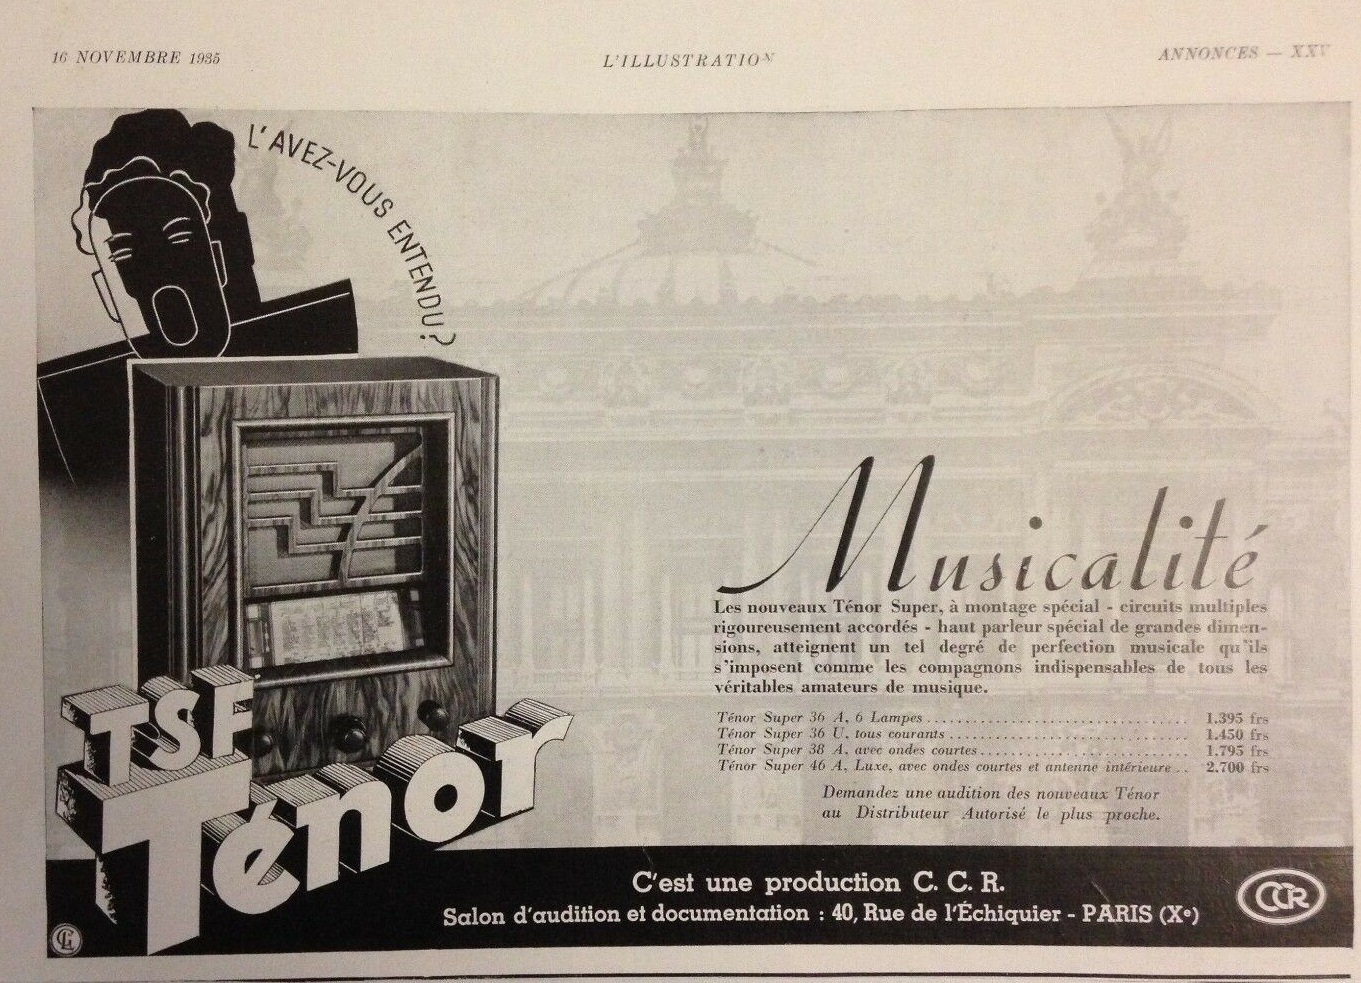 16 NOVEMBRE 1935
L'ILLUSTRATION
ANNONCES — XXV
L'AVEZ-VOUS ENTENDU?
Musicalité
Les nouveaux Ténor Super, à montage spécial - circuits multiples
rigoureusement accordés - haut parleur spécial de grandes dimen-
sions, atteignent un tel degré de perfection musicale qu'ils
s'imposent comme les compagnons indispensables de tous les
véritables amateurs de musique.
Ténor Super 36 A, 6 Lampes ................................ 1.395 frs
Ténor Super 36 U, tous courants ............................ 1.450 frs
Ténor Super 38 A, avec ondes courtes ......................... 1.795 frs
Ténor Super 46 A, Luxe, avec ondes courtes et antenne intérieure .. 2.700 frs
Demandez une audition des nouveaux Ténor
au Distributeur Autorisé le plus proche.
TSF
Ténor
C'est une production C. C. R.
Salon d'audition et documentation : 40, Rue de l'Échiquier - PARIS (Xe)
CCR